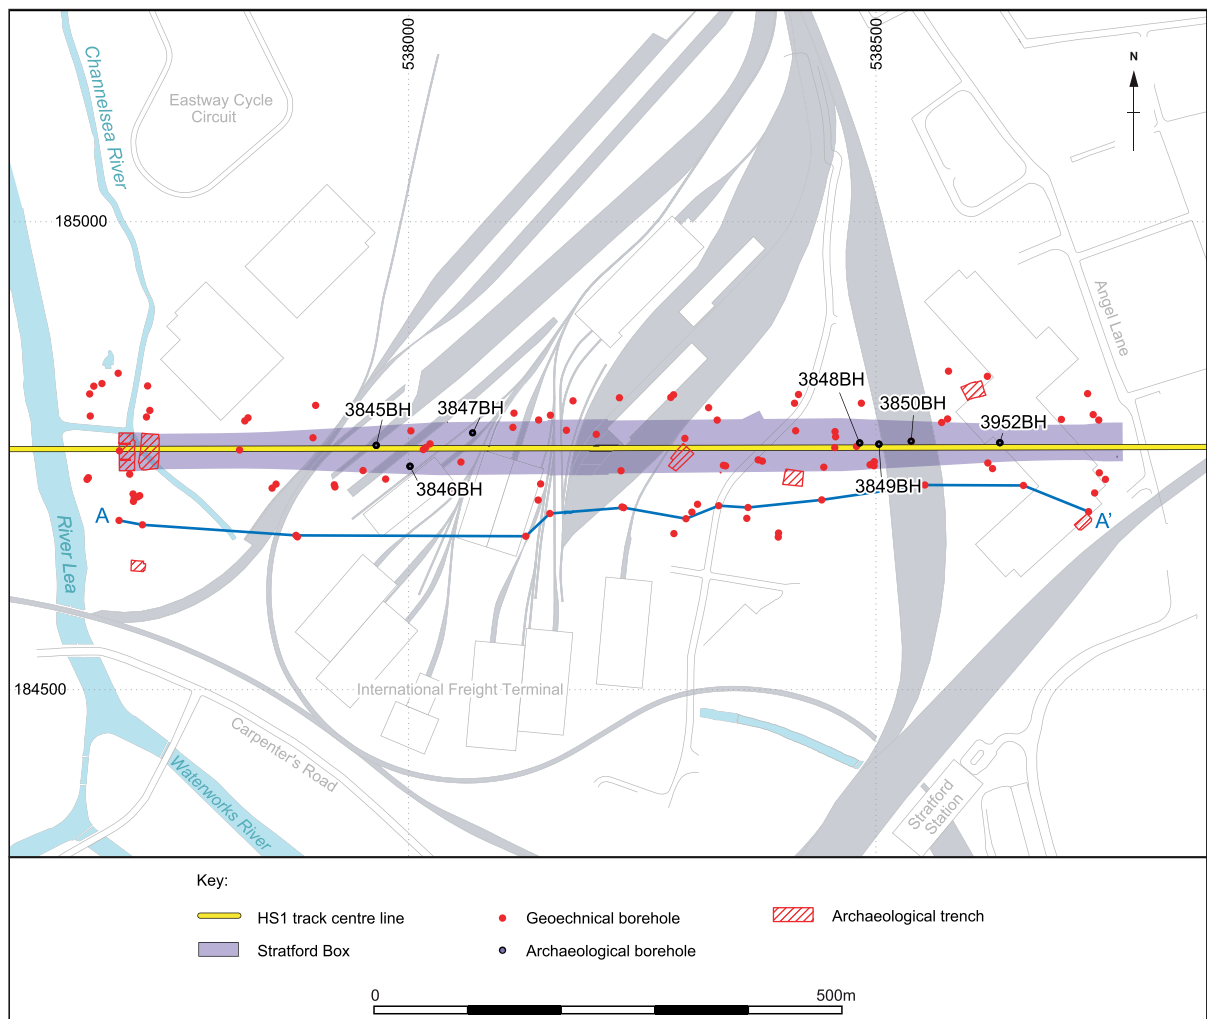 538000
538500
N
Channelsea River
Eastway Cycle
Circuit
185000
Angel Lane
3848BH
3845BH
3847BH
3850BH
3952BH
3846BH
3849BH
A
A'
River Lea
184500
International Freight Terminal
Carpenter's Road
Waterworks River
Stratford
Station
Key:
HS1 track centre line
Geoechnical borehole
Archaeological trench
Stratford Box
Archaeological borehole
0
500m